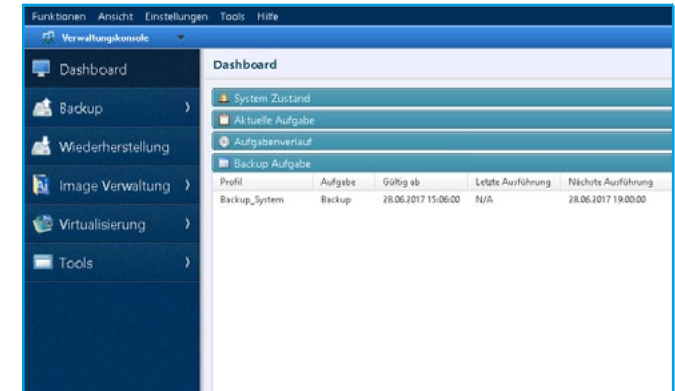 Funktionen Ansicht Einstellungen Tools Hilfe
Verwaltungskonsole
Dashboard
Backup
Wiederherstellung
Image Verwaltung
Virtualisierung
Tools
Dashboard
System Zustand
Aktuelle Aufgabe
Aufgabenverlauf
Backup Aufgabe
Profil Aufgabe Gültig ab Letzte Ausführung Nächste Ausführung
Backup_System Backup 28.06.2017 15:06:00 N/A 28.06.2017 19:00:00